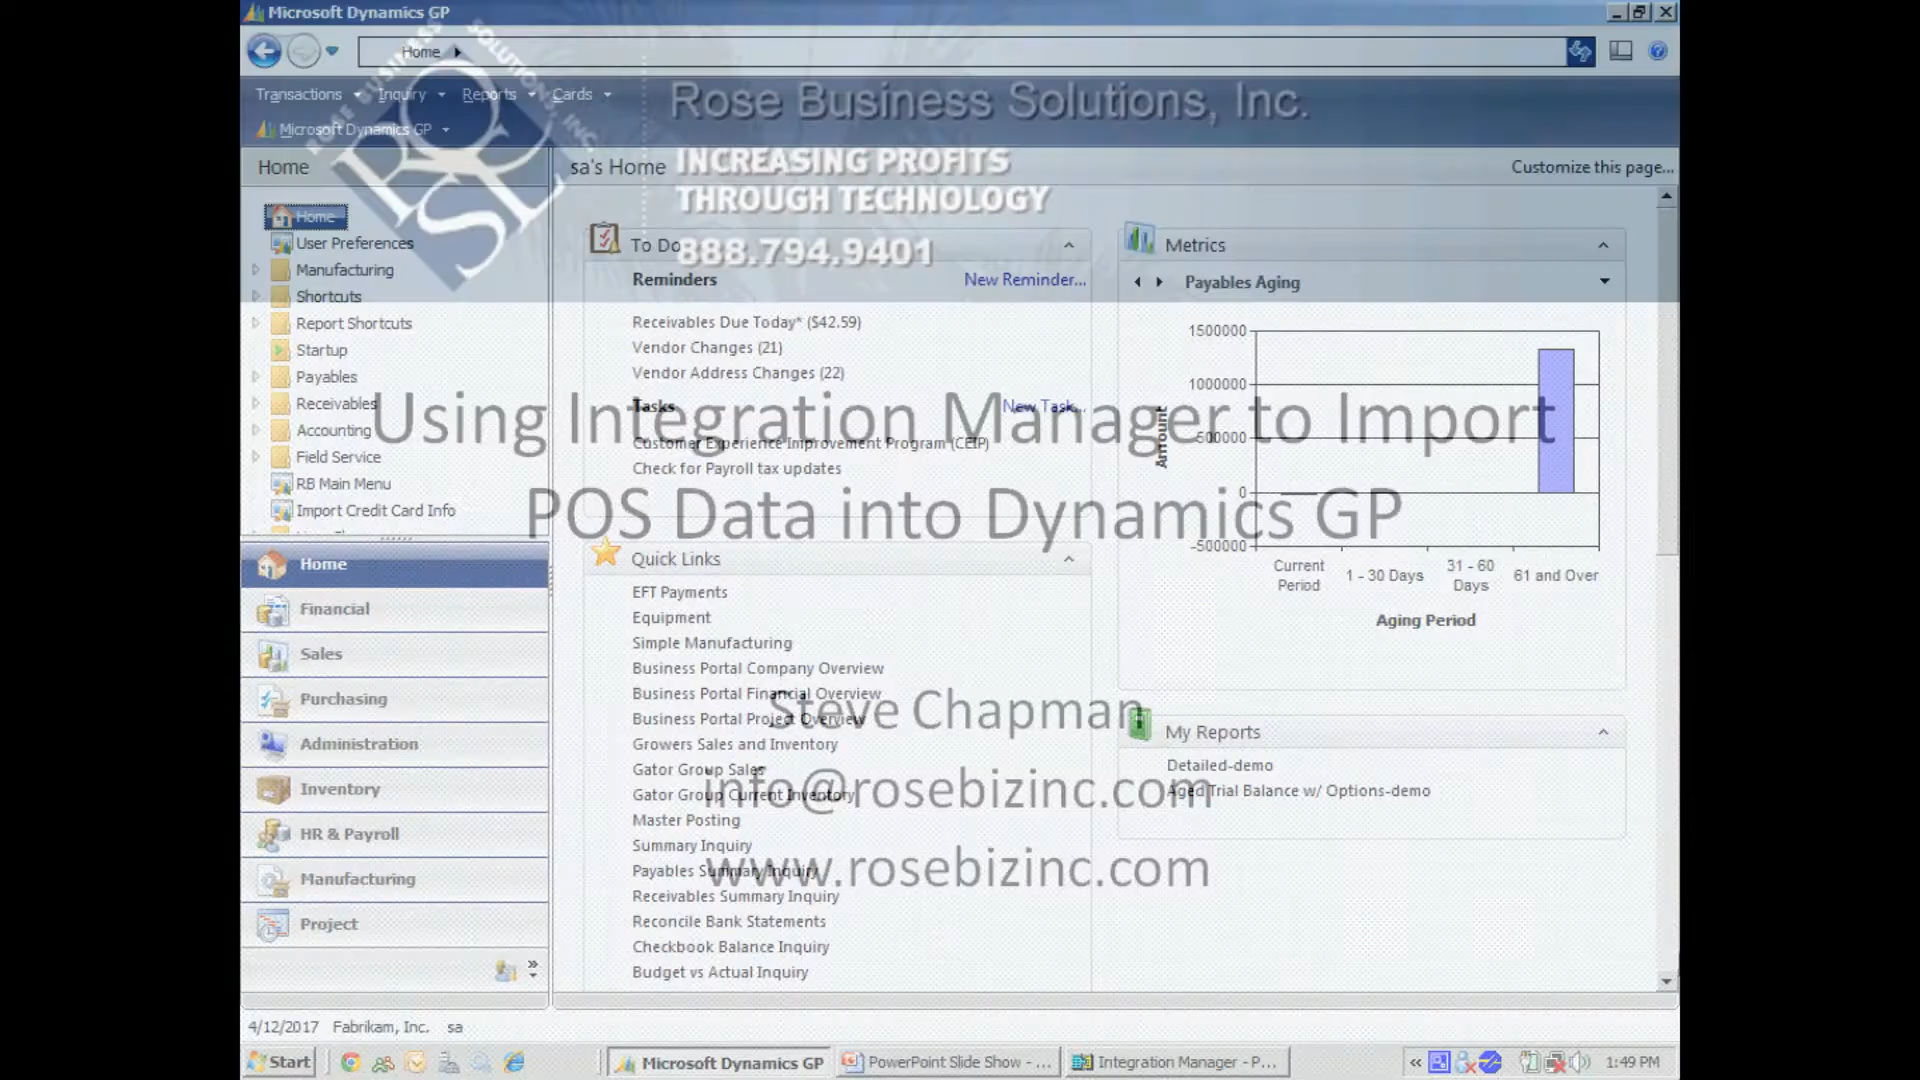 Microsoft Dynamics GP
Home
Transactions Inquiry Reports Cards
Microsoft Dynamics GP
ROSE BUSINESS SOLUTIONS, INC.
Rose Business Solutions, Inc.
INCREASING PROFITS
THROUGH TECHNOLOGY
888.794.9401
Home
sa's Home
Customize this page...
Home
User Preferences
Manufacturing
Shortcuts
Report Shortcuts
Startup
Payables
Receivables
Accounting
Field Service
RB Main Menu
Import Credit Card Info
Home
Financial
Sales
Purchasing
Administration
Inventory
HR & Payroll
Manufacturing
Project
To Do
Reminders New Reminder...
Receivables Due Today* ($42.59)
Vendor Changes (21)
Vendor Address Changes (22)
Tasks New Task...
Customer Experience Improvement Program (CEIP)
Check for Payroll tax updates
Quick Links
EFT Payments
Equipment
Simple Manufacturing
Business Portal Company Overview
Business Portal Financial Overview
Business Portal Project Overview
Growers Sales and Inventory
Gator Group Sales
Gator Group Current Inventory
Master Posting
Summary Inquiry
Payables Summary Inquiry
Receivables Summary Inquiry
Reconcile Bank Statements
Checkbook Balance Inquiry
Budget vs Actual Inquiry
Metrics
Payables Aging
1500000
1000000
500000
0
-500000
Amount
Current Period
1 - 30 Days
31 - 60 Days
61 and Over
Aging Period
My Reports
Detailed-demo
Aged Trial Balance w/ Options-demo
Using Integration Manager to Import
POS Data into Dynamics GP
Steve Chapman
info@rosebizinc.com
www.rosebizinc.com
4/12/2017 Fabrikam, Inc. sa
Start Microsoft Dynamics GP PowerPoint Slide Show - ... Integration Manager - P... 1:49 PM